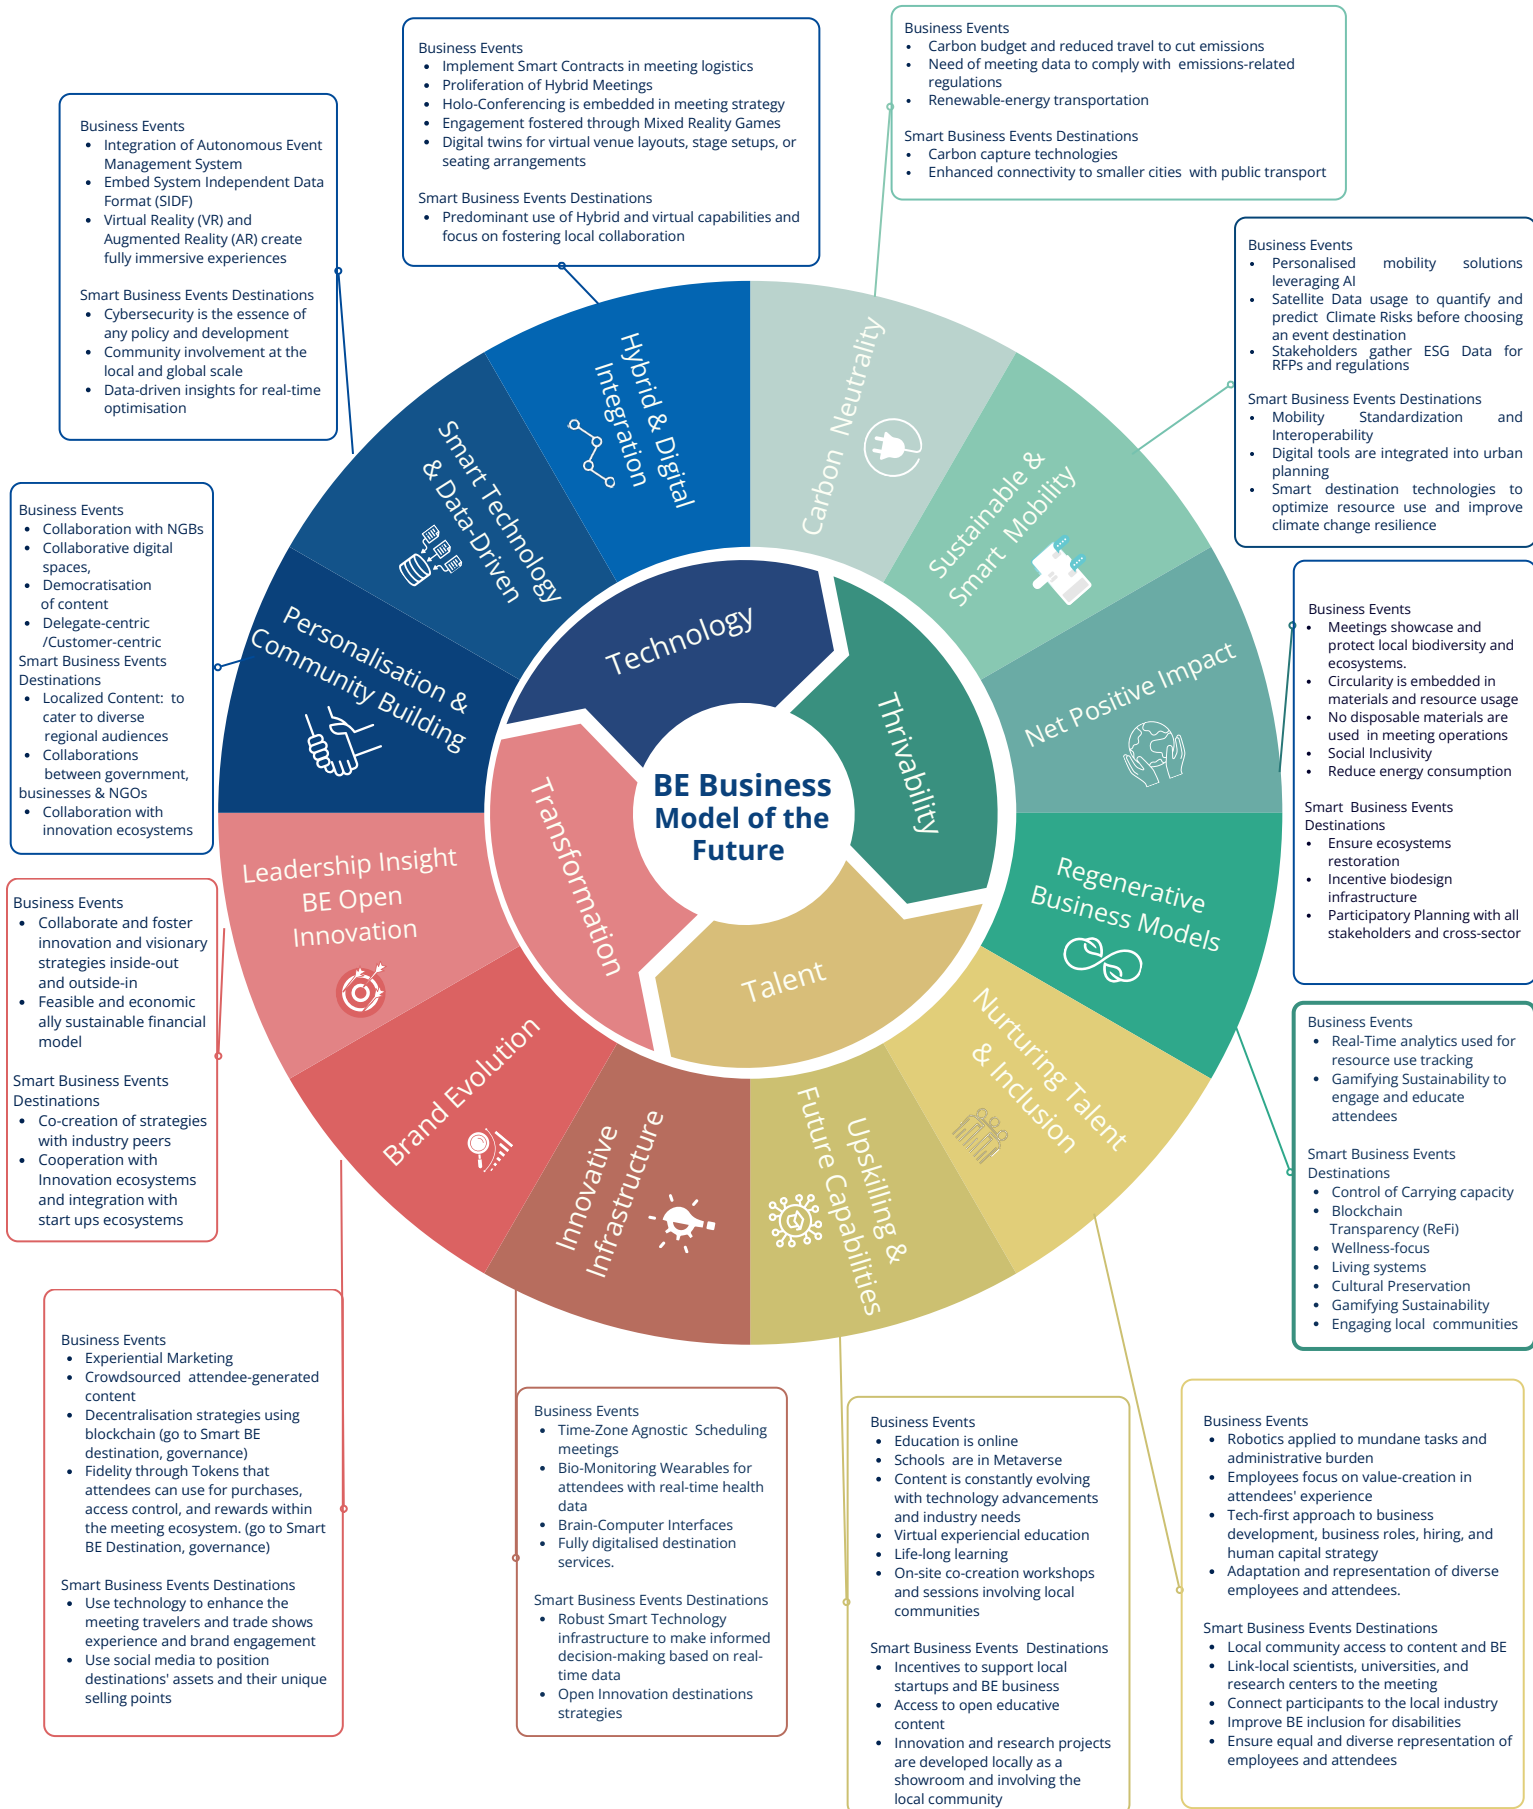 Business Events
• Implement Smart Contracts in meeting logistics
• Proliferation of Hybrid Meetings
• Holo-Conferencing is embedded in meeting strategy
• Engagement fostered through Mixed Reality Games
• Digital twins for virtual venue layouts, stage setups, or
seating arrangements
Smart Business Events Destinations
• Predominant use of Hybrid and virtual capabilities and
focus on fostering local collaboration
Business Events
• Carbon budget and reduced travel to cut emissions
• Need of meeting data to comply with emissions-related
regulations
• Renewable-energy transportation
Smart Business Events Destinations
• Carbon capture technologies
• Enhanced connectivity to smaller cities with public transport
Business Events
• Integration of Autonomous Event
Management System
• Embed System Independent Data
Format (SIDF)
• Virtual Reality (VR) and
Augmented Reality (AR) create
fully immersive experiences
Smart Business Events Destinations
• Cybersecurity is the essence of
any policy and development
• Community involvement at the
local and global scale
• Data-driven insights for real-time
optimisation
Business Events
• Personalised mobility solutions
leveraging AI
• Satellite Data usage to quantify and
predict Climate Risks before choosing
an event destination
• Stakeholders gather ESG Data for
RFPs and regulations
Smart Business Events Destinations
• Mobility Standardization and
Interoperability
• Digital tools are integrated into urban
planning
• Smart destination technologies to
optimize resource use and improve
climate change resilience
Business Events
• Collaboration with NGBs
• Collaborative digital
spaces,
• Democratisation
of content
• Delegate-centric
/Customer-centric
Smart Business Events
Destinations
• Localized Content: to
cater to diverse
regional audiences
• Collaborations
between government,
businesses & NGOs
• Collaboration with
innovation ecosystems
Business Events
• Meetings showcase and
protect local biodiversity and
ecosystems.
• Circularity is embedded in
materials and resource usage
• No disposable materials are
used in meeting operations
• Social Inclusivity
• Reduce energy consumption
Smart Business Events
Destinations
• Ensure ecosystems
restoration
• Incentive biodesign
infrastructure
• Participatory Planning with all
stakeholders and cross-sector
Hybrid & Digital
Integration
Carbon Neutrality
Smart Technology
& Data-Driven
Sustainable &
Smart Mobility
Personalisation &
Community Building
Net Positive Impact
Technology
Thrivability
BE Business
Model of the
Future
Transformation
Talent
Leadership Insight
BE Open
Innovation
Regenerative
Business Models
Brand Evolution
Nurturing Talent
& Inclusion
Innovative
Infrastructure
Upskilling &
Future Capabilities
Business Events
• Collaborate and foster
innovation and visionary
strategies inside-out
and outside-in
• Feasible and economic
ally sustainable financial
model
Smart Business Events
Destinations
• Co-creation of strategies
with industry peers
• Cooperation with
Innovation ecosystems
and integration with
start ups ecosystems
Business Events
• Real-Time analytics used for
resource use tracking
• Gamifying Sustainability to
engage and educate
attendees
Smart Business Events
Destinations
• Control of Carrying capacity
• Blockchain
Transparency (ReFi)
• Wellness-focus
• Living systems
• Cultural Preservation
• Gamifying Sustainability
• Engaging local communities
Business Events
• Experiential Marketing
• Crowdsourced attendee-generated
content
• Decentralisation strategies using
blockchain (go to Smart BE
destination, governance)
• Fidelity through Tokens that
attendees can use for purchases,
access control, and rewards within
the meeting ecosystem. (go to Smart
BE Destination, governance)
Smart Business Events Destinations
• Use technology to enhance the
meeting travelers and trade shows
experience and brand engagement
• Use social media to position
destinations' assets and their unique
selling points
Business Events
• Time-Zone Agnostic Scheduling
meetings
• Bio-Monitoring Wearables for
attendees with real-time health
data
• Brain-Computer Interfaces
• Fully digitalised destination
services.
Smart Business Events Destinations
• Robust Smart Technology
infrastructure to make informed
decision-making based on real-
time data
• Open Innovation destinations
strategies
Business Events
• Education is online
• Schools are in Metaverse
• Content is constantly evolving
with technology advancements
and industry needs
• Virtual experiencial education
• Life-long learning
• On-site co-creation workshops
and sessions involving local
communities
Smart Business Events Destinations
• Incentives to support local
startups and BE business
• Access to open educative
content
• Innovation and research projects
are developed locally as a
showroom and involving the
local community
Business Events
• Robotics applied to mundane tasks and
administrative burden
• Employees focus on value-creation in
attendees' experience
• Tech-first approach to business
development, business roles, hiring, and
human capital strategy
• Adaptation and representation of diverse
employees and attendees.
Smart Business Events Destinations
• Local community access to content and BE
• Link-local scientists, universities, and
research centers to the meeting
• Connect participants to the local industry
• Improve BE inclusion for disabilities
• Ensure equal and diverse representation of
employees and attendees